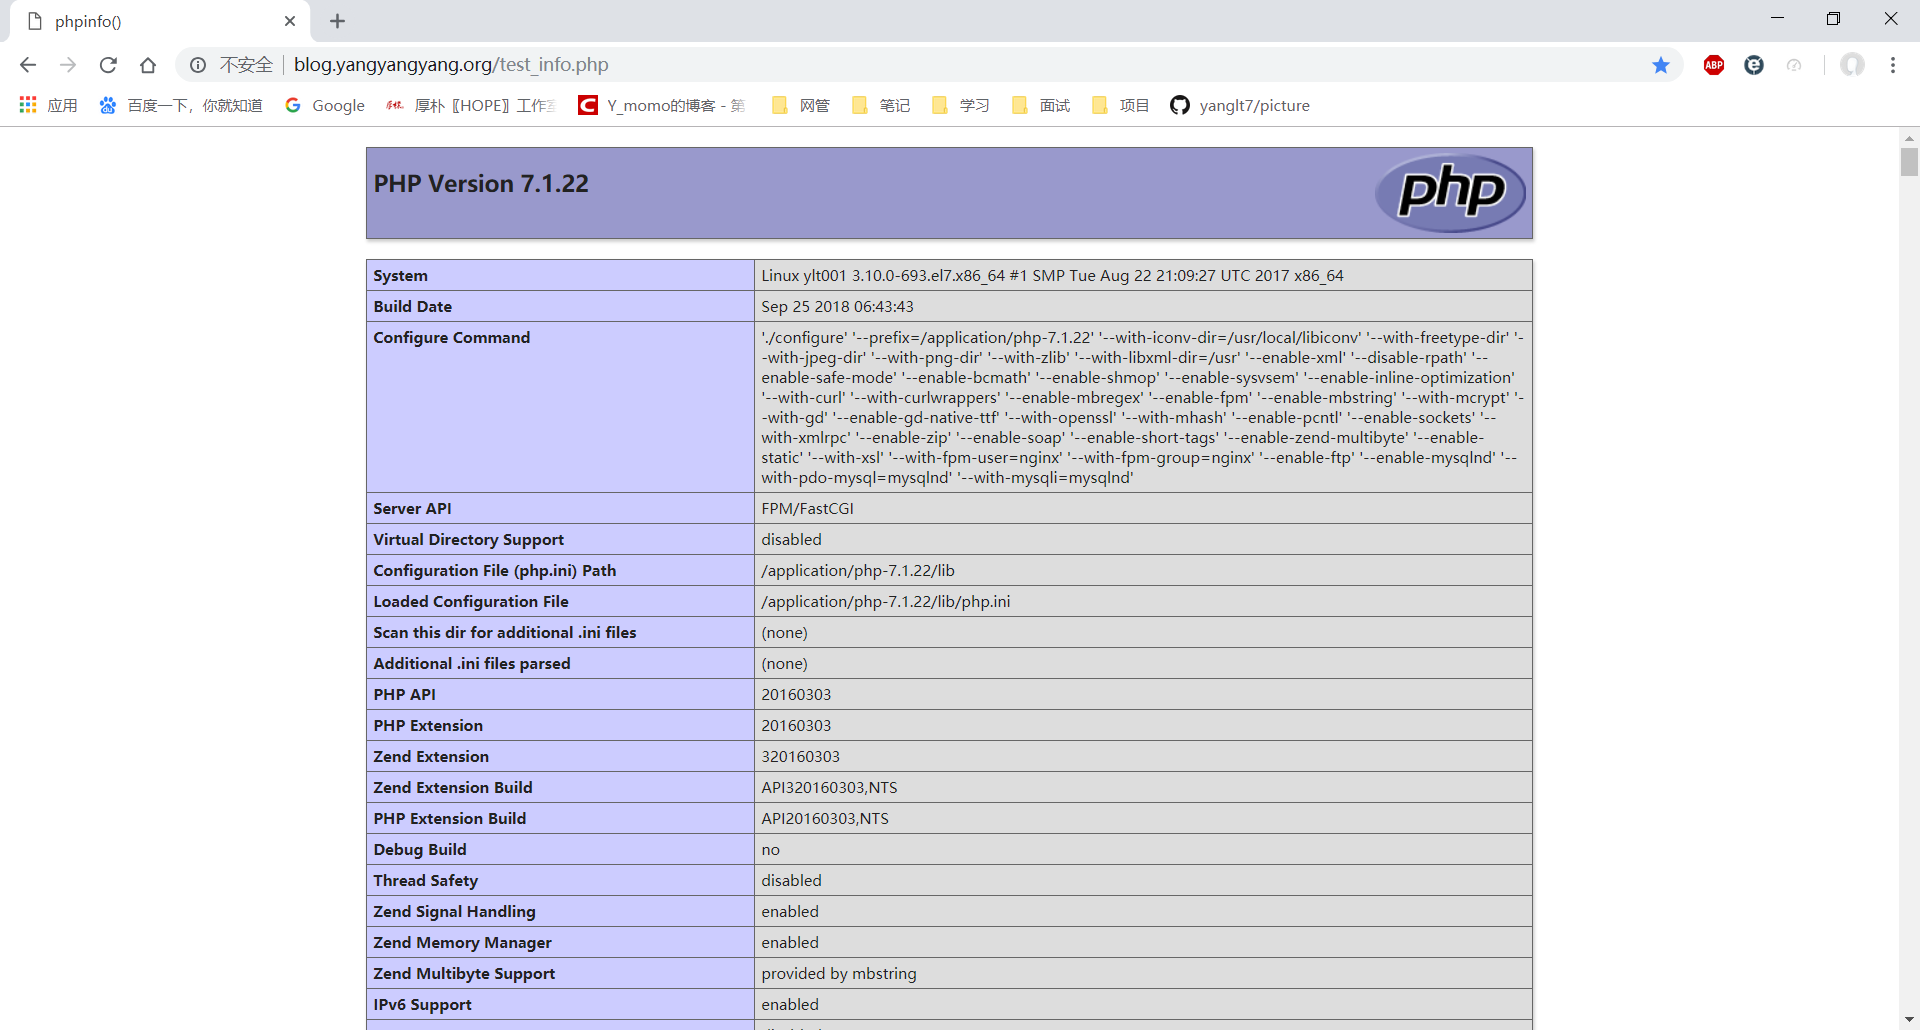 phpinfo()
不安全 blog.yangyangyang.org/test_info.php
ABP
应用 百度一下，你就知道 Google 厚朴 厚朴〖HOPE〗工作 Y_momo的博客 - 第 网管 笔记 学习 面试 项目 yanglt7/picture
PHP Version 7.1.22
php
System Linux ylt001 3.10.0-693.el7.x86_64 #1 SMP Tue Aug 22 21:09:27 UTC 2017 x86_64
Build Date Sep 25 2018 06:43:43
Configure Command './configure' '--prefix=/application/php-7.1.22' '--with-iconv-dir=/usr/local/libiconv' '--with-freetype-dir' '-
-with-jpeg-dir' '--with-png-dir' '--with-zlib' '--with-libxml-dir=/usr' '--enable-xml' '--disable-rpath' '--
enable-safe-mode' '--enable-bcmath' '--enable-shmop' '--enable-sysvsem' '--enable-inline-optimization'
'--with-curl' '--with-curlwrappers' '--enable-mbregex' '--enable-fpm' '--enable-mbstring' '--with-mcrypt' '-
-with-gd' '--enable-gd-native-ttf' '--with-openssl' '--with-mhash' '--enable-pcntl' '--enable-sockets' '--
with-xmlrpc' '--enable-zip' '--enable-soap' '--enable-short-tags' '--enable-zend-multibyte' '--enable-
static' '--with-xsl' '--with-fpm-user=nginx' '--with-fpm-group=nginx' '--enable-ftp' '--enable-mysqlnd' '--
with-pdo-mysql=mysqlnd' '--with-mysqli=mysqlnd'
Server API FPM/FastCGI
Virtual Directory Support disabled
Configuration File (php.ini) Path /application/php-7.1.22/lib
Loaded Configuration File /application/php-7.1.22/lib/php.ini
Scan this dir for additional .ini files (none)
Additional .ini files parsed (none)
PHP API 20160303
PHP Extension 20160303
Zend Extension 320160303
Zend Extension Build API320160303,NTS
PHP Extension Build API20160303,NTS
Debug Build no
Thread Safety disabled
Zend Signal Handling enabled
Zend Memory Manager enabled
Zend Multibyte Support provided by mbstring
IPv6 Support enabled